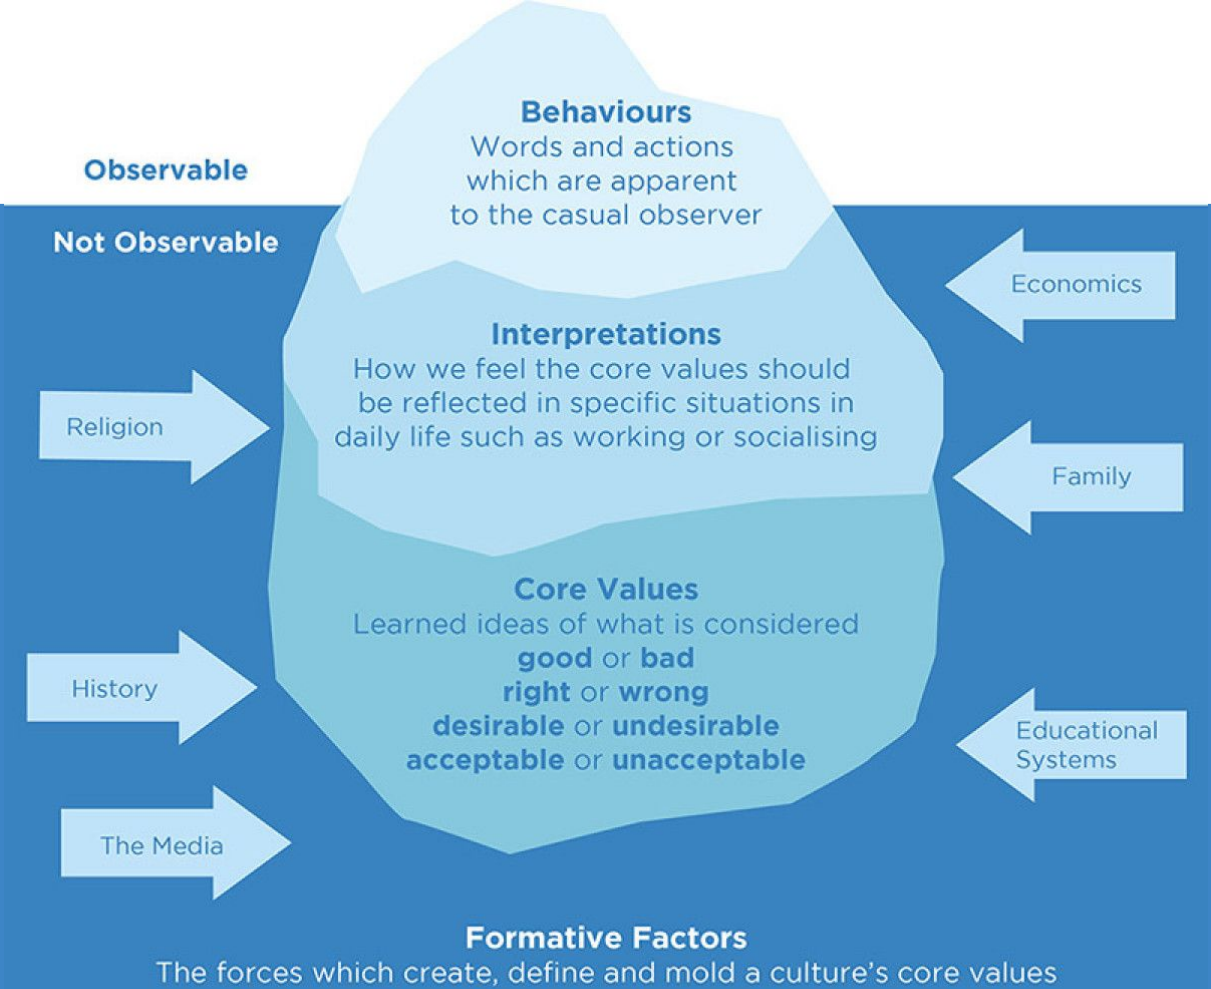 Behaviours
Words and actions
which are apparent
to the casual observer
Observable
Not Observable
Economics
Interpretations
How we feel the core values should
be reflected in specific situations in
daily life such as working or socialising
Religion
Family
Core Values
Learned ideas of what is considered
good or bad
right or wrong
desirable or undesirable
acceptable or unacceptable
History
Educational
Systems
The Media
Formative Factors
The forces which create, define and mold a culture's core values